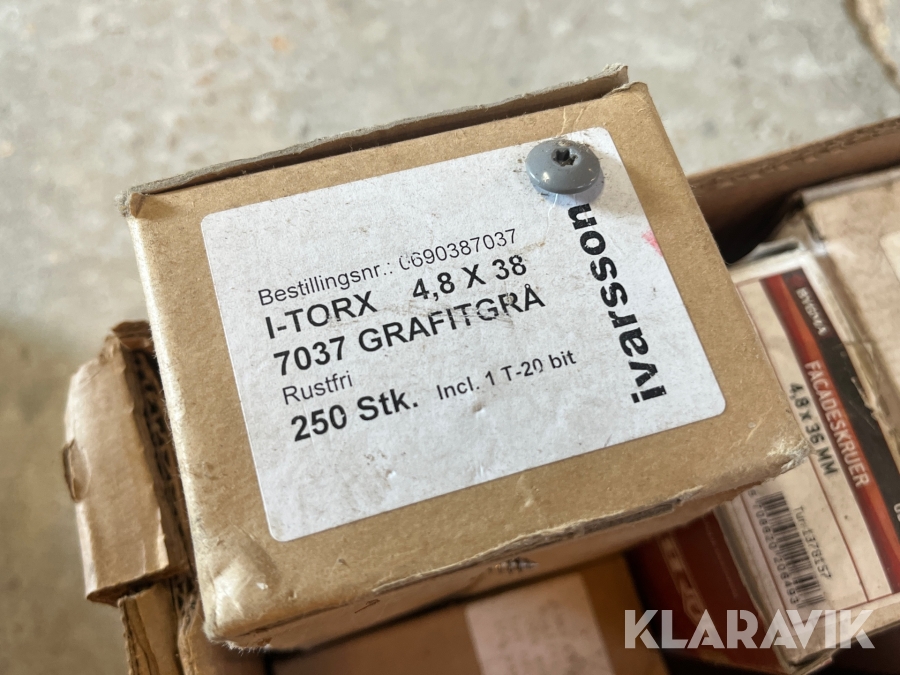 Bestillingsnr.: 0690387037
I-TORX 4,8 X 38
7037 GRAFITGRÅ
Rustfri
250 Stk. Incl. 1 T-20 bit
ivarsson
FACADESKRUER
4,8 x 36 MM
KLARAVIK